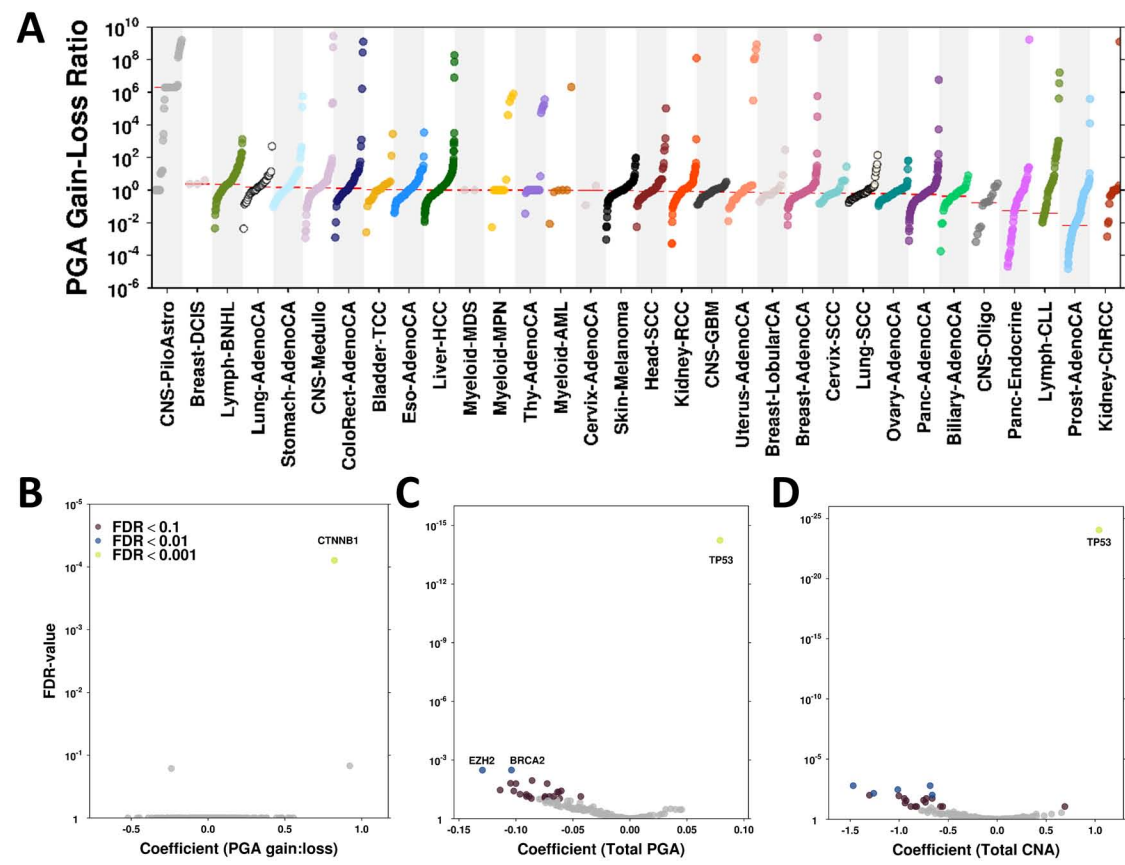 A
PGA Gain-Loss Ratio
10^10
10^8
10^6
10^4
10^2
10^0
10^-2
10^-4
10^-6
CNS-PiloAstro
Breast-DCIS
Lymph-BNHL
Lung-AdenoCA
Stomach-AdenoCA
CNS-Medullo
ColoRect-AdenoCA
Bladder-TCC
Eso-AdenoCA
Liver-HCC
Myeloid-MDS
Myeloid-MPN
Thy-AdenoCA
Myeloid-AML
Cervix-AdenoCA
Skin-Melanoma
Head-SCC
Kidney-RCC
CNS-GBM
Uterus-AdenoCA
Breast-LobularCA
Breast-AdenoCA
Cervix-SCC
Lung-SCC
Ovary-AdenoCA
Panc-AdenoCA
Biliary-AdenoCA
CNS-Oligo
Panc-Endocrine
Lymph-CLL
Prost-AdenoCA
Kidney-ChRCC
B
FDR-value
10^-5
10^-4
10^-3
10^-2
10^-1
1
FDR < 0.1
FDR < 0.01
FDR < 0.001
CTNNB1
-0.5 0.0 0.5 1.0
Coefficient (PGA gain:loss)
C
10^-15
10^-12
10^-9
10^-6
10^-3
1
TP53
EZH2 BRCA2
-0.15 -0.10 -0.05 0.00 0.05 0.10
Coefficient (Total PGA)
D
10^-25
10^-20
10^-15
10^-10
10^-5
1
TP53
-1.5 -1.0 -0.5 0.0 0.5 1.0
Coefficient (Total CNA)